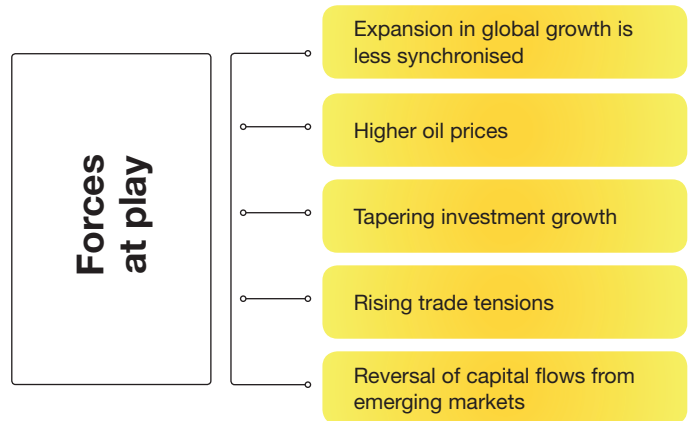 Forces
at play
Expansion in global growth is
less synchronised
Higher oil prices
Tapering investment growth
Rising trade tensions
Reversal of capital flows from
emerging markets